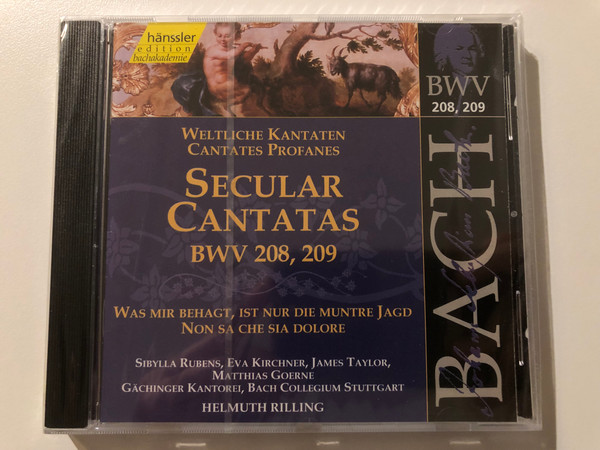 hänssler
edition
bachakademie
BWV
208, 209
WELTLICHE KANTATEN
CANTATES PROFANES
SECULAR
CANTATAS
BWV 208, 209
WAS MIR BEHAGT, IST NUR DIE MUNTRE JAGD
NON SA CHE SIA DOLORE
SIBYLLA RUBENS, EVA KIRCHNER, JAMES TAYLOR,
MATTHIAS GOERNE
GÄCHINGER KANTOREI, BACH COLLEGIUM STUTTGART
HELMUTH RILLING
BACH